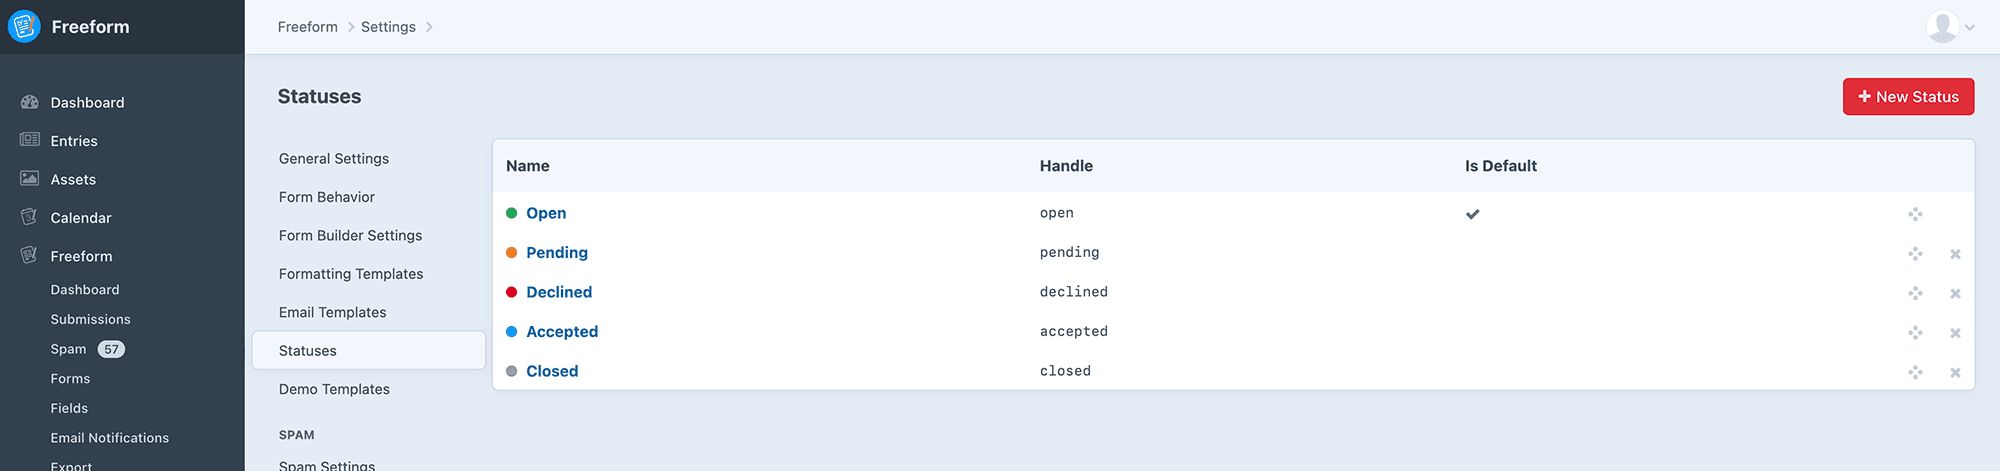 Freeform
Freeform Settings
Dashboard
Entries
Assets
Calendar
Freeform
Dashboard
Submissions
Spam 57
Forms
Fields
Email Notifications
Export
Statuses
New Status
General Settings
Form Behavior
Form Builder Settings
Formatting Templates
Email Templates
Statuses
Demo Templates
SPAM
Spam Settings
Name Handle Is Default
Open open
Pending pending
Declined declined
Accepted accepted
Closed closed